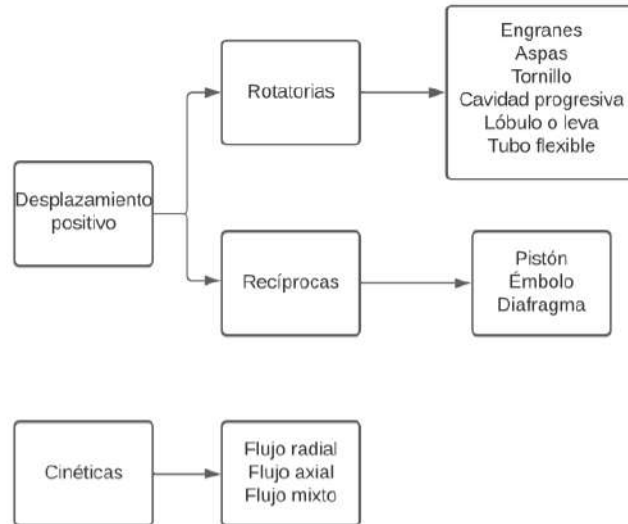 Desplazamiento
positivo
Rotatorias
Engranes
Aspas
Tornillo
Cavidad progresiva
Lóbulo o leva
Tubo flexible
Recíprocas
Pistón
Émbolo
Diafragma
Cinéticas
Flujo radial
Flujo axial
Flujo mixto